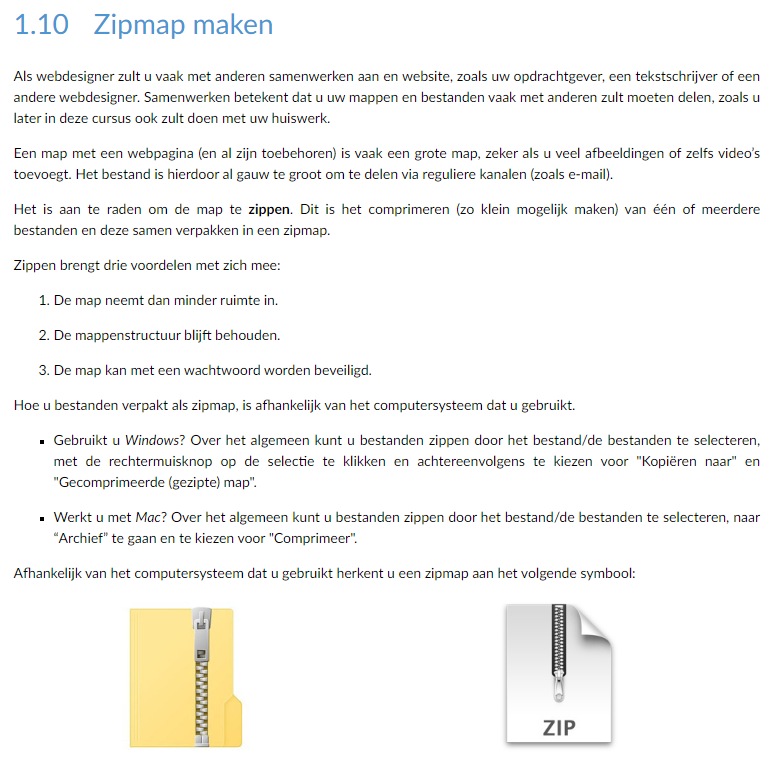 1.10 Zipmap maken
Als webdesigner zult u vaak met anderen samenwerken aan en website, zoals uw opdrachtgever, een tekstschrijver of een
andere webdesigner. Samenwerken betekent dat u uw mappen en bestanden vaak met anderen zult moeten delen, zoals u
later in deze cursus ook zult doen met uw huiswerk.
Een map met een webpagina (en al zijn toebehoren) is vaak een grote map, zeker als u veel afbeeldingen of zelfs video's
toevoegt. Het bestand is hierdoor al gauw te groot om te delen via reguliere kanalen (zoals e-mail).
Het is aan te raden om de map te zippen. Dit is het comprimeren (zo klein mogelijk maken) van één of meerdere
bestanden en deze samen verpakken in een zipmap.
Zippen brengt drie voordelen met zich mee:
1. De map neemt dan minder ruimte in.
2. De mappenstructuur blijft behouden.
3. De map kan met een wachtwoord worden beveiligd.
Hoe u bestanden verpakt als zipmap, is afhankelijk van het computersysteem dat u gebruikt.
▪ Gebruikt u Windows? Over het algemeen kunt u bestanden zippen door het bestand/de bestanden te selecteren,
met de rechtermuisknop op de selectie te klikken en achtereenvolgens te kiezen voor "Kopiëren naar" en
"Gecomprimeerde (gezipte) map".
▪ Werkt u met Mac? Over het algemeen kunt u bestanden zippen door het bestand/de bestanden te selecteren, naar
“Archief” te gaan en te kiezen voor "Comprimeer".
Afhankelijk van het computersysteem dat u gebruikt herkent u een zipmap aan het volgende symbool:
ZIP